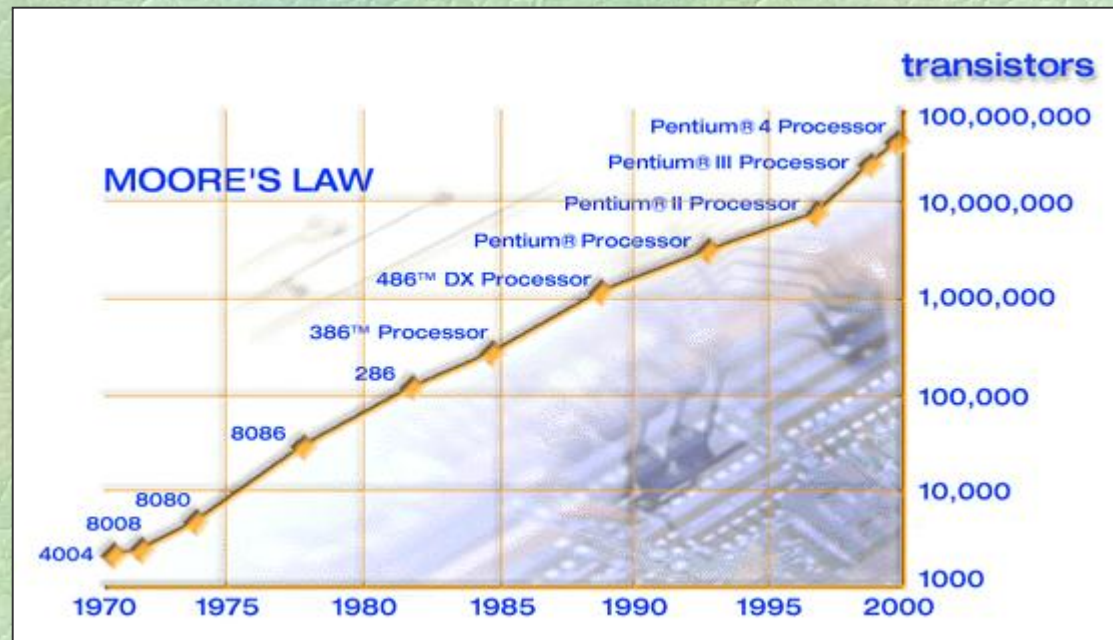 transistors
100,000,000
Pentium® 4 Processor
Pentium® III Processor
MOORE'S LAW
10,000,000
Pentium® II Processor
Pentium® Processor
486™ DX Processor
1,000,000
386™ Processor
286
100,000
8086
10,000
8080
8008
4004
1000
1970 1975 1980 1985 1990 1995 2000